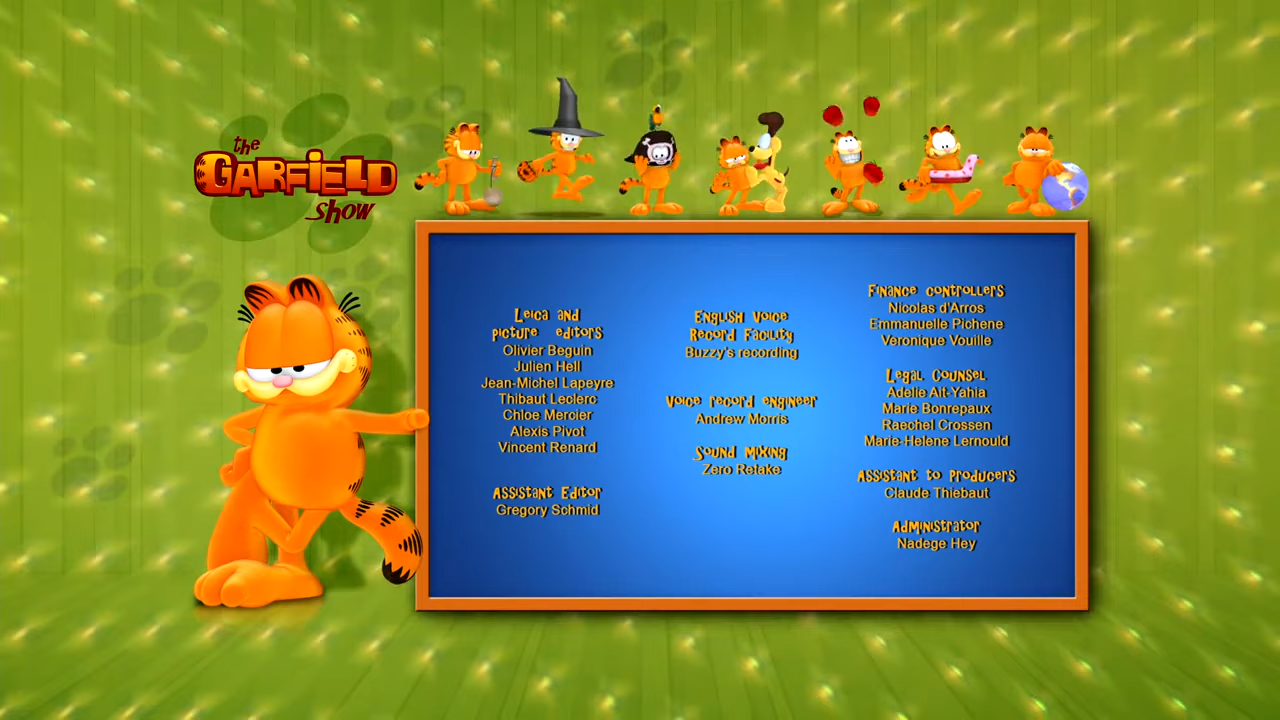 the
GARFIELD
show
Leica and
picture editors
Olivier Beguin
Julien Hell
Jean-Michel Lapeyre
Thibaut Leclerc
Chloe Mercier
Alexis Pivot
Vincent Renard
Assistant Editor
Gregory Schmid
English Voice
Record Facility
Buzzy's recording
Voice record engineer
Andrew Morris
Sound Mixing
Zero Retake
Finance controllers
Nicolas d'Arros
Emmanuelle Pichene
Veronique Vouille
Legal Counsel
Adelie Ait-Yahia
Marie Bonrepaux
Raechel Crossen
Marie-Helene Lernould
Assistant to Producers
Claude Thiebaut
Administrator
Nadege Hey